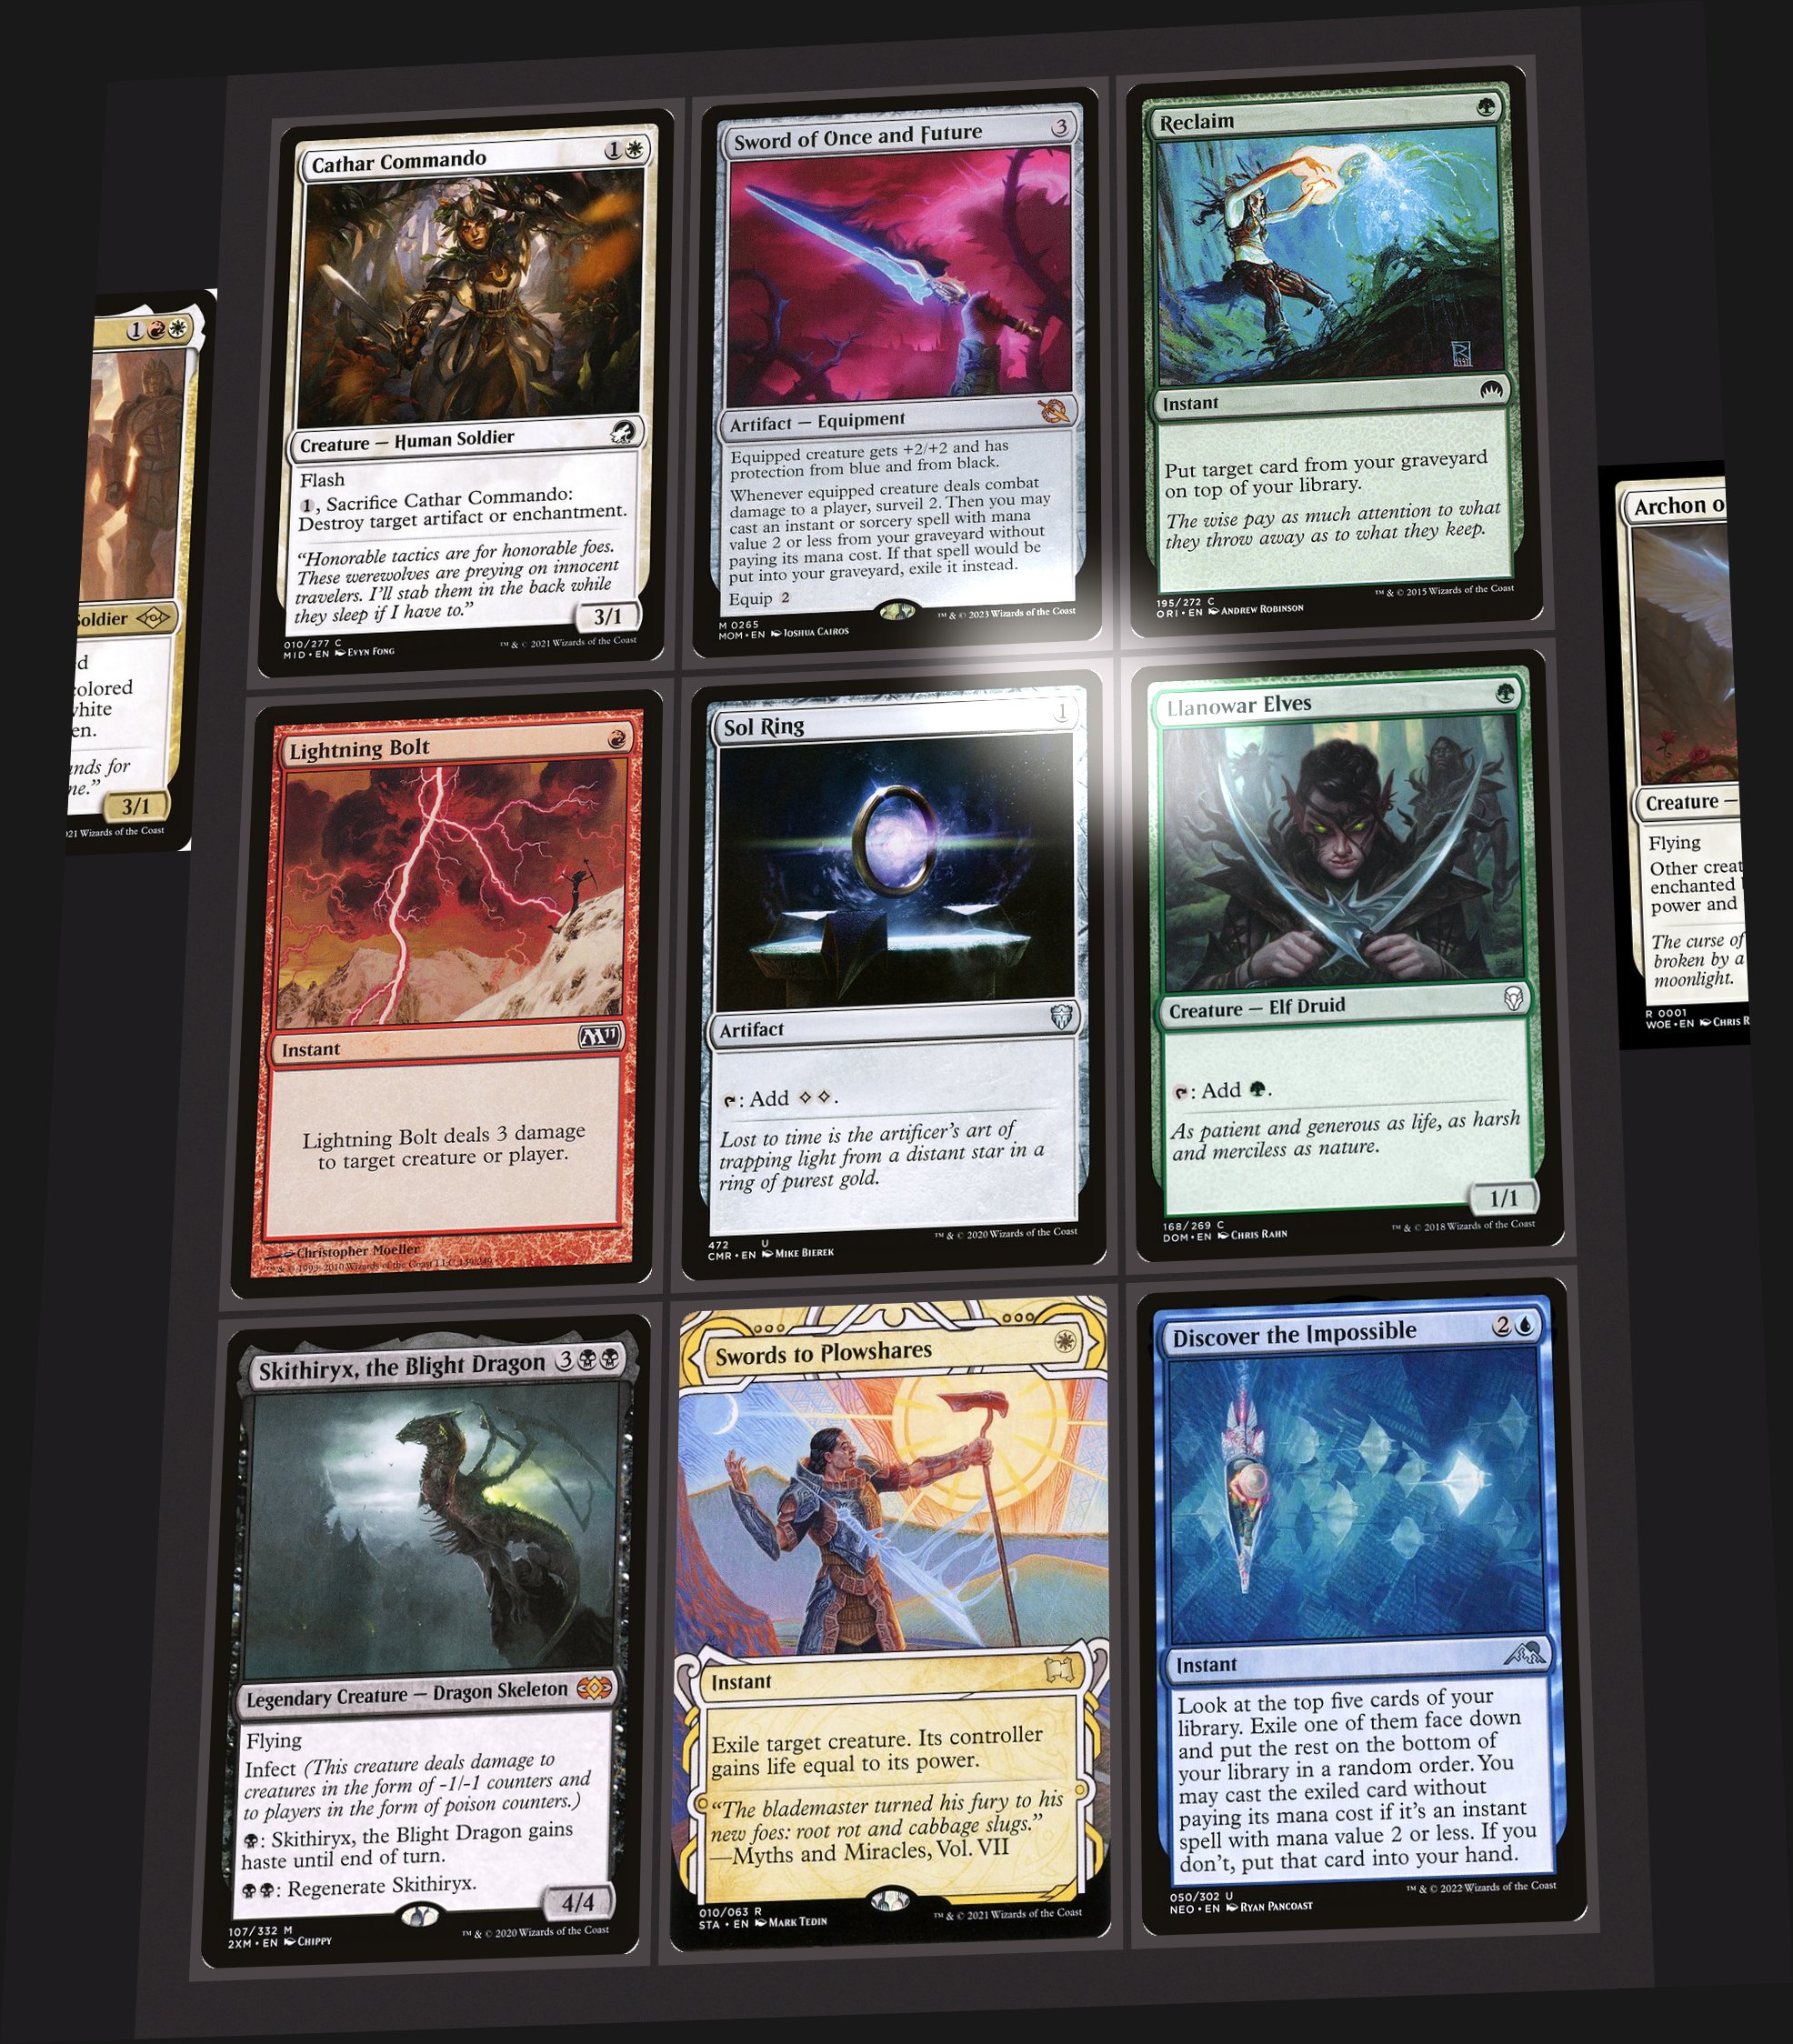 Cathar Commando
1
Creature — Human Soldier
Flash
1, Sacrifice Cathar Commando:
Destroy target artifact or enchantment.
“Honorable tactics are for honorable foes.
These werewolves are preying on innocent
travelers. I’ll stab them in the back while
they sleep if I have to.”
3/1
010/277 C
MID • EN Evyn Fong
™ & © 2021 Wizards of the Coast
Sword of Once and Future
3
Artifact — Equipment
Equipped creature gets +2/+2 and has
protection from blue and from black.
Whenever equipped creature deals combat
damage to a player, surveil 2. Then you may
cast an instant or sorcery spell with mana
value 2 or less from your graveyard without
paying its mana cost. If that spell would be
put into your graveyard, exile it instead.
Equip 2
M 0265
MOM • EN Joshua Cairos
™ & © 2023 Wizards of the Coast
Reclaim
Instant
Put target card from your graveyard
on top of your library.
The wise pay as much attention to what
they throw away as to what they keep.
195/272 C
ORI • EN Andrew Robinson
™ & © 2015 Wizards of the Coast
1
Soldier
d
colored
white
en.
ands for
ne.”
3/1
21 Wizards of the Coast
Archon o
Creature —
Flying
Other creat
enchanted
power and
The curse of
broken by a
moonlight.
R 0001
WOE • EN Chris R
Lightning Bolt
M11
Instant
Lightning Bolt deals 3 damage
to target creature or player.
Christopher Moeller
™ & © 1993-2010 Wizards of the Coast LLC 149/249
Sol Ring
1
Artifact
: Add .
Lost to time is the artificer’s art of
trapping light from a distant star in a
ring of purest gold.
472 U
CMR • EN Mike Bierek
™ & © 2020 Wizards of the Coast
Llanowar Elves
Creature — Elf Druid
: Add .
As patient and generous as life, as harsh
and merciless as nature.
1/1
168/269 C
DOM • EN Chris Rahn
™ & © 2018 Wizards of the Coast
Skithiryx, the Blight Dragon
3
Legendary Creature — Dragon Skeleton
Flying
Infect (This creature deals damage to
creatures in the form of -1/-1 counters and
to players in the form of poison counters.)
: Skithiryx, the Blight Dragon gains
haste until end of turn.
: Regenerate Skithiryx.
4/4
107/332 M
2XM • EN Chippy
™ & © 2020 Wizards of the Coast
Swords to Plowshares
Instant
Exile target creature. Its controller
gains life equal to its power.
“The blademaster turned his fury to his
new foes: root rot and cabbage slugs.”
—Myths and Miracles, Vol. VII
010/063 R
STA • EN Mark Tedin
™ & © 2021 Wizards of the Coast
Discover the Impossible
2
Instant
Look at the top five cards of your
library. Exile one of them face down
and put the rest on the bottom of
your library in a random order. You
may cast the exiled card without
paying its mana cost if it’s an instant
spell with mana value 2 or less. If you
don’t, put that card into your hand.
050/302 U
NEO • EN Ryan Pancoast
™ & © 2022 Wizards of the Coast